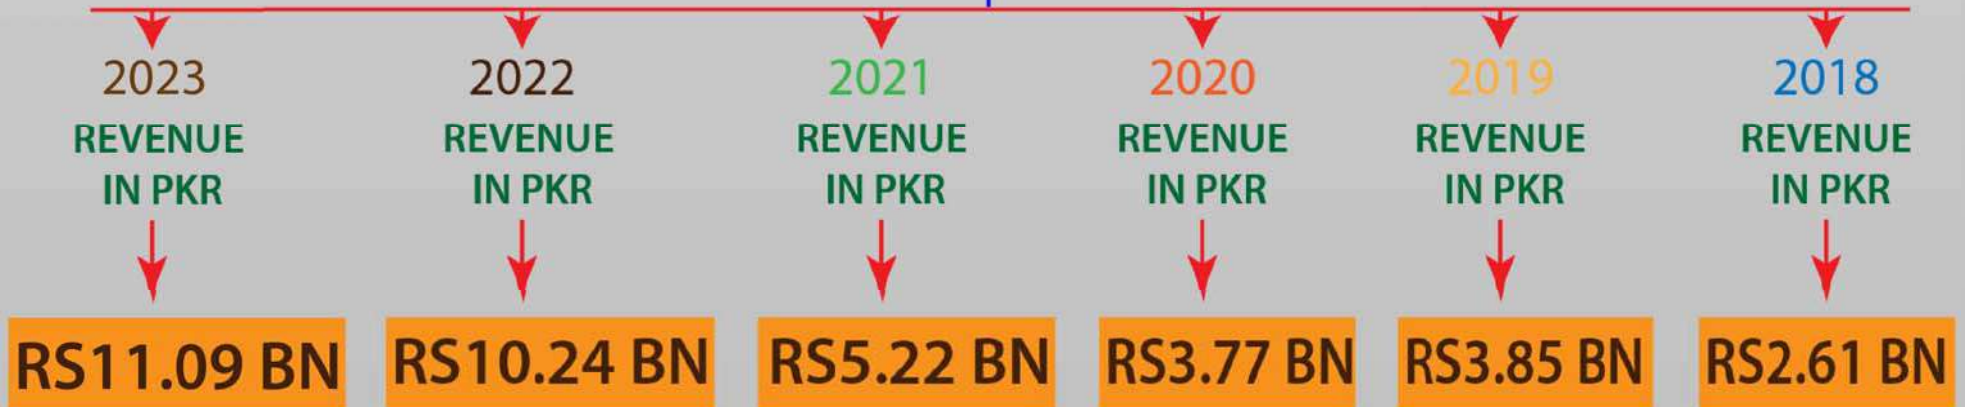 2023
REVENUE
IN PKR
RS11.09 BN
2022
REVENUE
IN PKR
RS10.24 BN
2021
REVENUE
IN PKR
RS5.22 BN
2020
REVENUE
IN PKR
RS3.77 BN
2019
REVENUE
IN PKR
RS3.85 BN
2018
REVENUE
IN PKR
RS2.61 BN